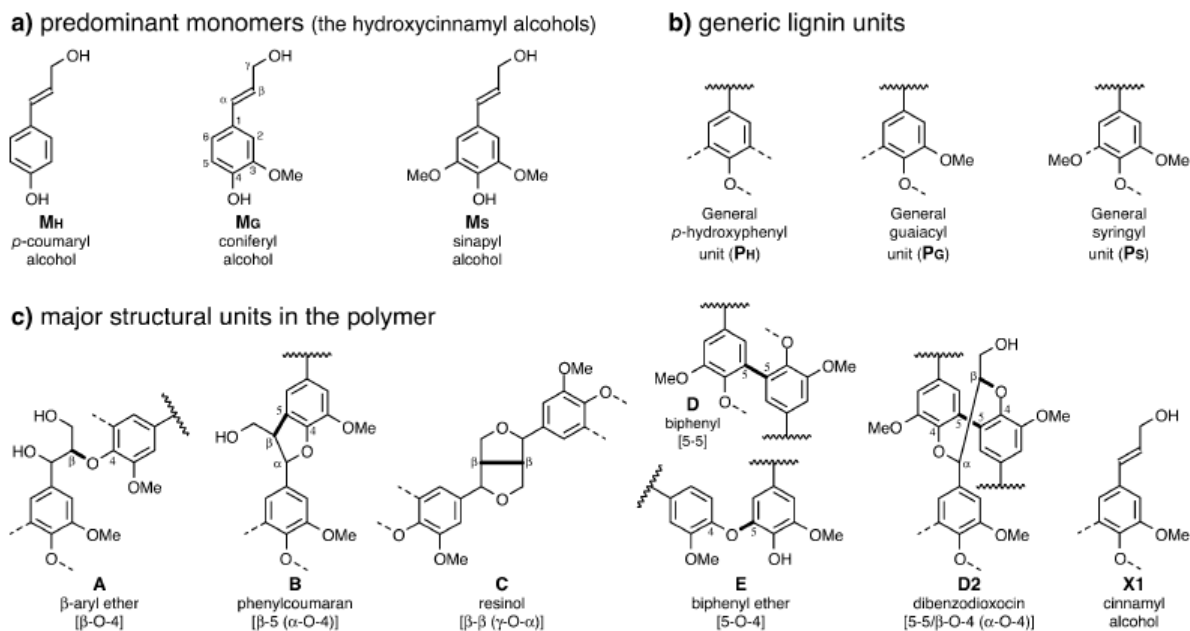 a) predominant monomers (the hydroxycinnamyl alcohols)
OH
OH
MH
p-coumaryl
alcohol
OH
γ
α
β
1
6
2
5
3
4
OMe
OH
MG
coniferyl
alcohol
OH
MeO
OMe
OH
Ms
sinapyl
alcohol
b) generic lignin units
O
General
p-hydroxyphenyl
unit (PH)
OMe
O
General
guaiacyl
unit (PG)
MeO
OMe
O
General
syringyl
unit (Ps)
c) major structural units in the polymer
HO
HO
β
O
4
OMe
OMe
O
A
β-aryl ether
[β-O-4]
5
HO
β
4
OMe
O
α
OMe
O
B
phenylcoumaran
[β-5 (α-O-4)]
OMe
O
O
β
β
O
O
OMe
C
resinol
[β-β (γ-O-α)]
O
5
5
OMe
MeO
O
D
biphenyl
[5-5]
4
O
5
OMe
OMe
OH
E
biphenyl ether
[5-O-4]
OH
β
O
4
5
OMe
MeO
4
O
α
OMe
O
D2
dibenzodioxocin
[5-5/β-O-4 (α-O-4)]
OH
OMe
O
X1
cinnamyl
alcohol